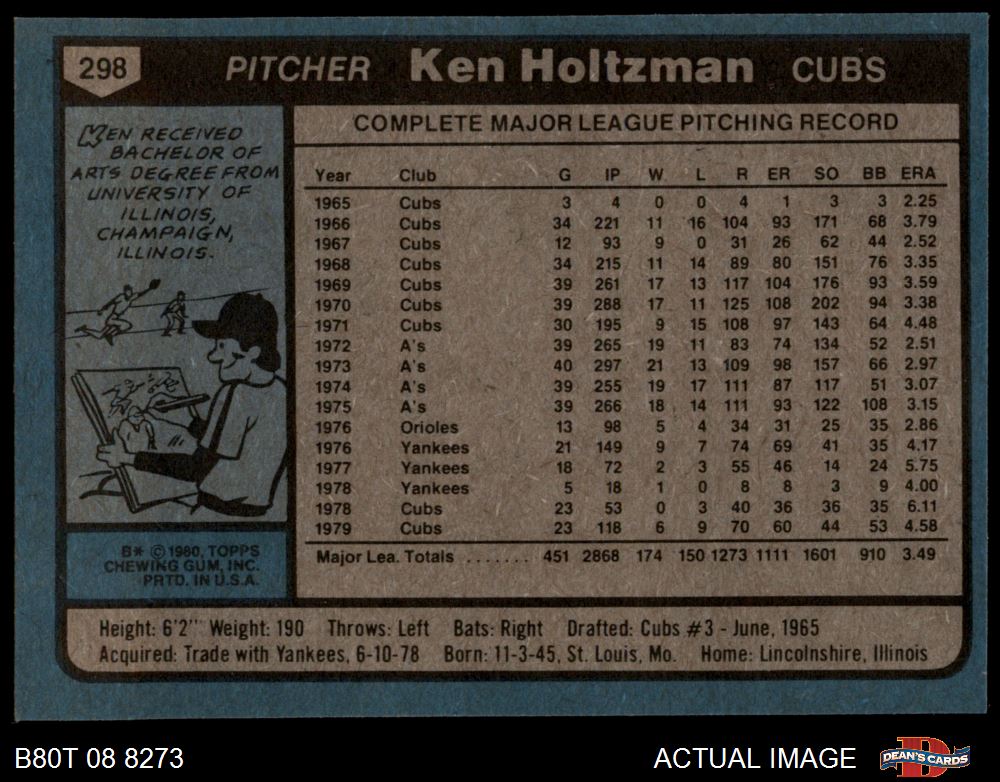 298 PITCHER Ken Holtzman CUBS
KEN RECEIVED
BACHELOR OF
ARTS DEGREE FROM
UNIVERSITY OF
ILLINOIS,
CHAMPAIGN,
ILLINOIS.
COMPLETE MAJOR LEAGUE PITCHING RECORD
Year Club G IP W L R ER SO BB ERA
1965 Cubs 3 4 0 0 4 1 3 3 2.25
1966 Cubs 34 221 11 16 104 93 171 68 3.79
1967 Cubs 12 93 9 0 31 26 62 44 2.52
1968 Cubs 34 215 11 14 89 80 151 76 3.35
1969 Cubs 39 261 17 13 117 104 176 93 3.59
1970 Cubs 39 288 17 11 125 108 202 94 3.38
1971 Cubs 30 195 9 15 108 97 143 64 4.48
1972 A's 39 265 19 11 83 74 134 52 2.51
1973 A's 40 297 21 13 109 98 157 66 2.97
1974 A's 39 255 19 17 111 87 117 51 3.07
1975 A's 39 266 18 14 111 93 122 108 3.15
1976 Orioles 13 98 5 4 34 31 25 35 2.86
1976 Yankees 21 149 9 7 74 69 41 35 4.17
1977 Yankees 18 72 2 3 55 46 14 24 5.75
1978 Yankees 5 18 1 0 8 8 3 9 4.00
1978 Cubs 23 53 0 3 40 36 36 35 6.11
1979 Cubs 23 118 6 9 70 60 44 53 4.58
Major Lea. Totals ....... 451 2868 174 150 1273 1111 1601 910 3.49
B* © 1980, TOPPS
CHEWING GUM, INC.
PRTD. IN U.S.A.
Height: 6'2" Weight: 190 Throws: Left Bats: Right Drafted: Cubs #3 - June, 1965
Acquired: Trade with Yankees, 6-10-78 Born: 11-3-45, St. Louis, Mo. Home: Lincolnshire, Illinois
B80T 08 8273
ACTUAL IMAGE
D
DEAN'S CARDS